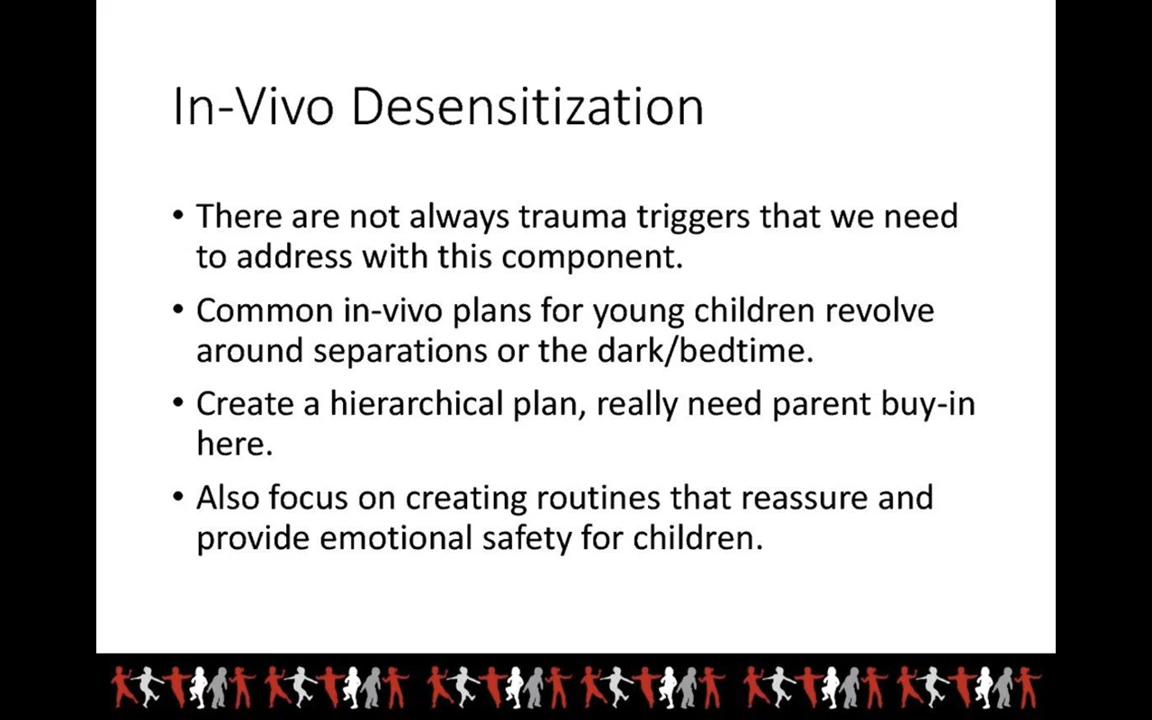 In-Vivo Desensitization
• There are not always trauma triggers that we need
to address with this component.
• Common in-vivo plans for young children revolve
around separations or the dark/bedtime.
• Create a hierarchical plan, really need parent buy-in
here.
• Also focus on creating routines that reassure and
provide emotional safety for children.